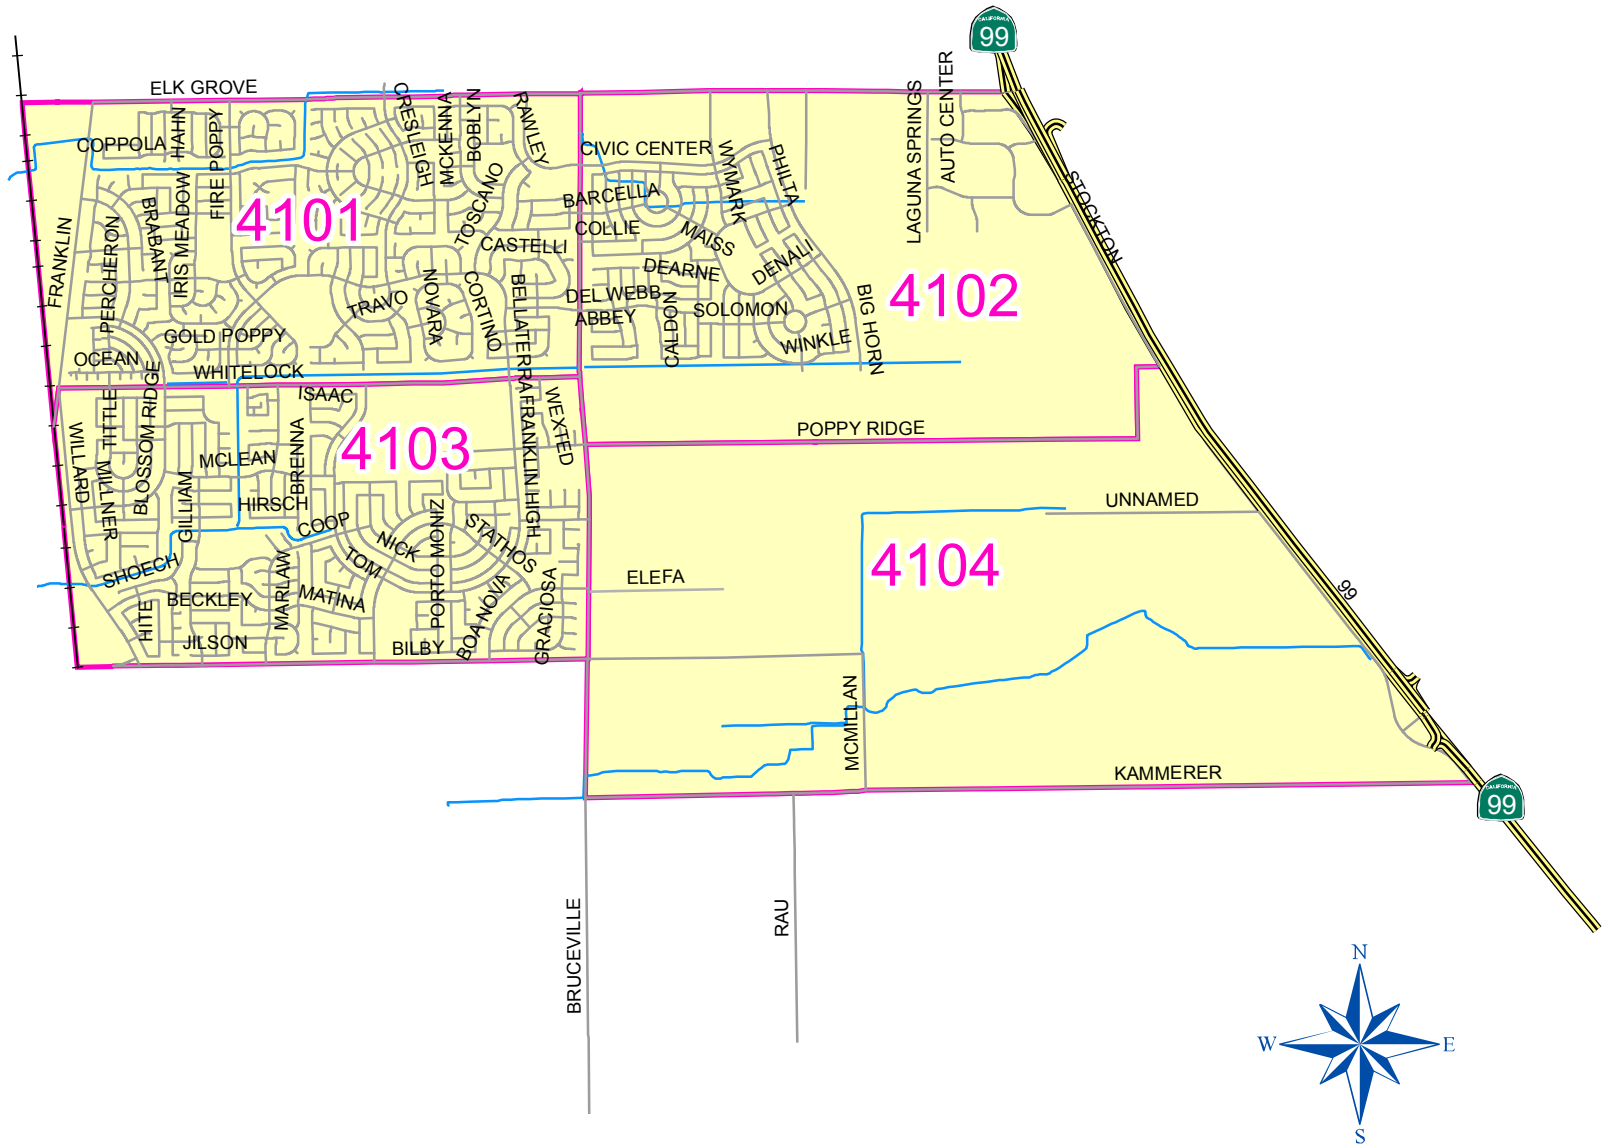 CALIFORNIA
99
ELK GROVE
CRESLEIGH
MCKENNA
BOBLYN
RAWLEY
LAGUNA SPRINGS
AUTO CENTER
COPPOLA
HAHN
FIRE POPPY
CIVIC CENTER
WYMARK
PHILTA
STOCKTON
4101
BARCELLA
TOSCANO
COLLIE
MAISS
CASTELLI
FRANKLIN
PERCHERON
BRABANT
IRIS MEADOW
DEARNE
DENALI
4102
TRAVO
NOVARA
CORTINO
BELLATERRA
DEL WEBB
ABBEY
CALDON
SOLOMON
BIG HORN
GOLD POPPY
WINKLE
OCEAN
WHITELOCK
ISAAC
TITTLE
BLOSSOM RIDGE
WEXTED
FRANKLIN HIGH
POPPY RIDGE
4103
WILLARD
MILLNER
MCLEAN
BRENNA
GILLIAM
HIRSCH
UNNAMED
COOP
NICK
PORTO MONIZ
STATHOS
TOM
4104
SHOECH
MARLAW
MATINA
BECKLEY
HITE
BOA NOVA
GRACIOSA
ELEFA
99
JILSON
BILBY
MCMILLAN
KAMMERER
CALIFORNIA
99
BRUCEVILLE
RAU
N
W
E
S